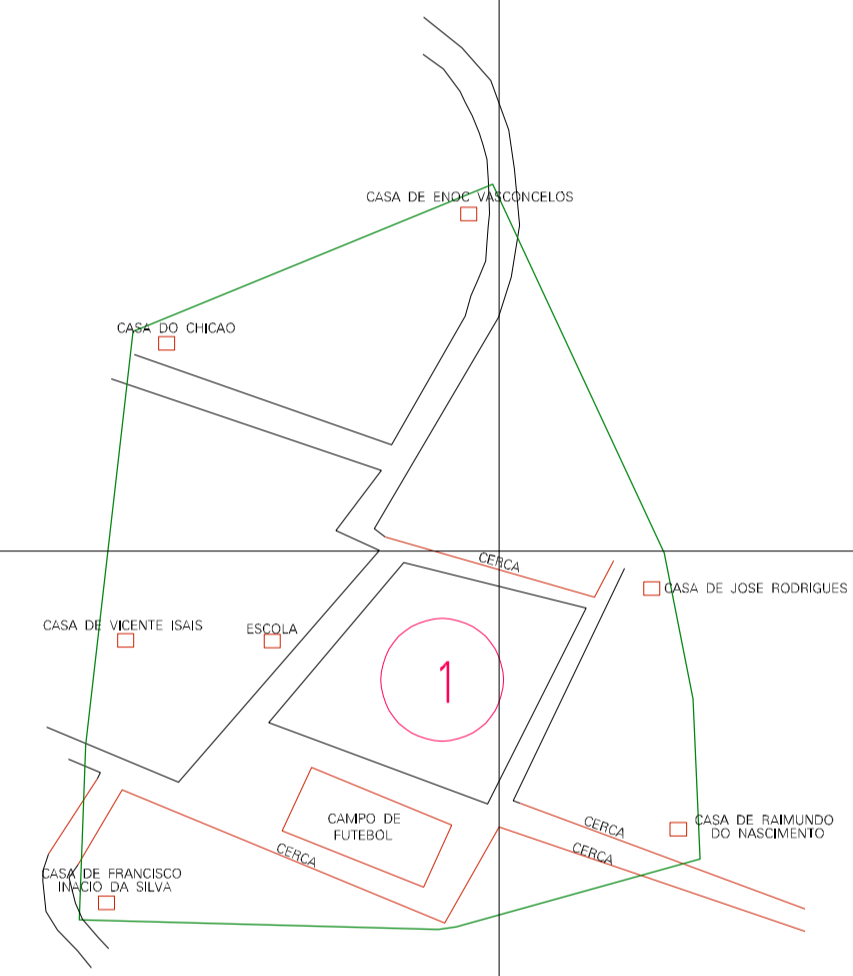 CASA DE ENOC VASCONCELOS
CASA DO CHICAO
CERCA
CASA DE JOSE RODRIGUES
CASA DE VICENTE ISAIS
ESCOLA
1
CAMPO DE
FUTEBOL
CASA DE RAIMUNDO
DO NASCIMENTO
CERCA
CERCA
CERCA
CASA DE FRANCISCO
INACIO DA SILVA